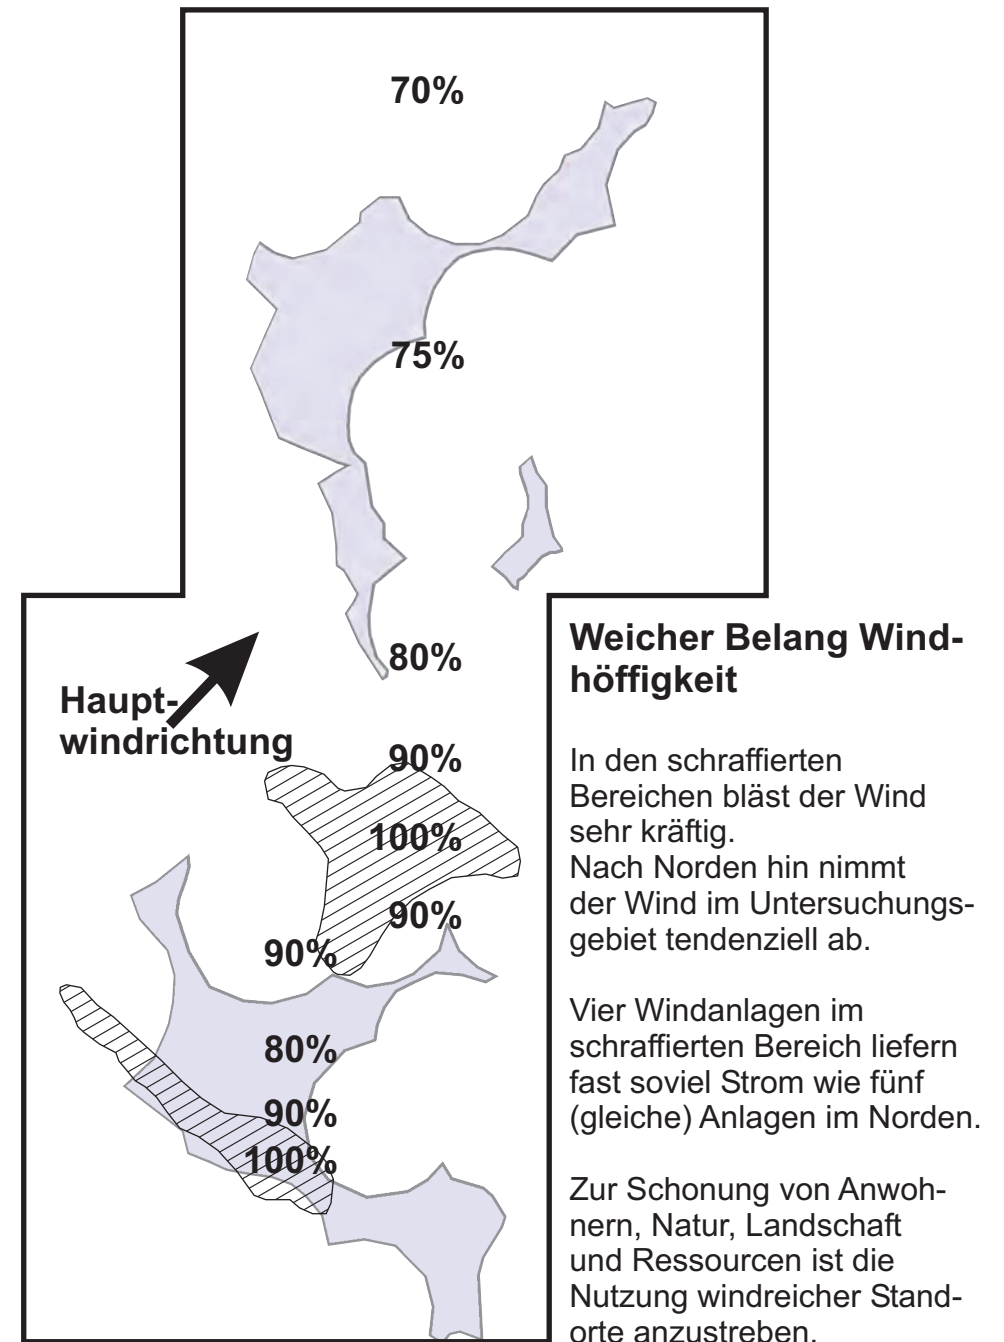 70%
75%
80%
Haupt-
windrichtung
90%
100%
90%
90%
80%
90%
100%
Weicher Belang Wind-
höffigkeit
In den schraffierten
Bereichen bläst der Wind
sehr kräftig.
Nach Norden hin nimmt
der Wind im Untersuchungs-
gebiet tendenziell ab.
Vier Windanlagen im
schraffierten Bereich liefern
fast soviel Strom wie fünf
(gleiche) Anlagen im Norden.
Zur Schonung von Anwoh-
nern, Natur, Landschaft
und Ressourcen ist die
Nutzung windreicher Stand-
orte anzustreben.